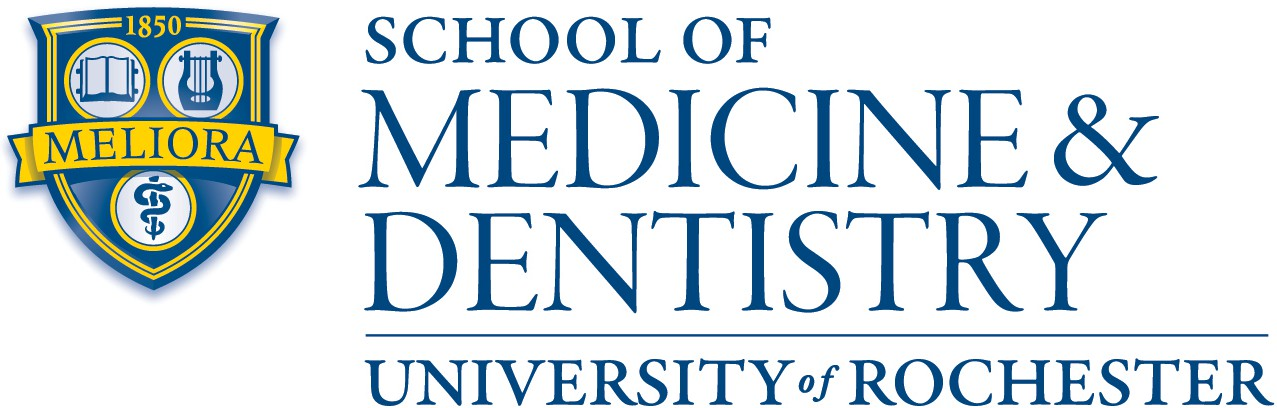 1850
MELIORA
SCHOOL OF
MEDICINE &
DENTISTRY
UNIVERSITY of ROCHESTER